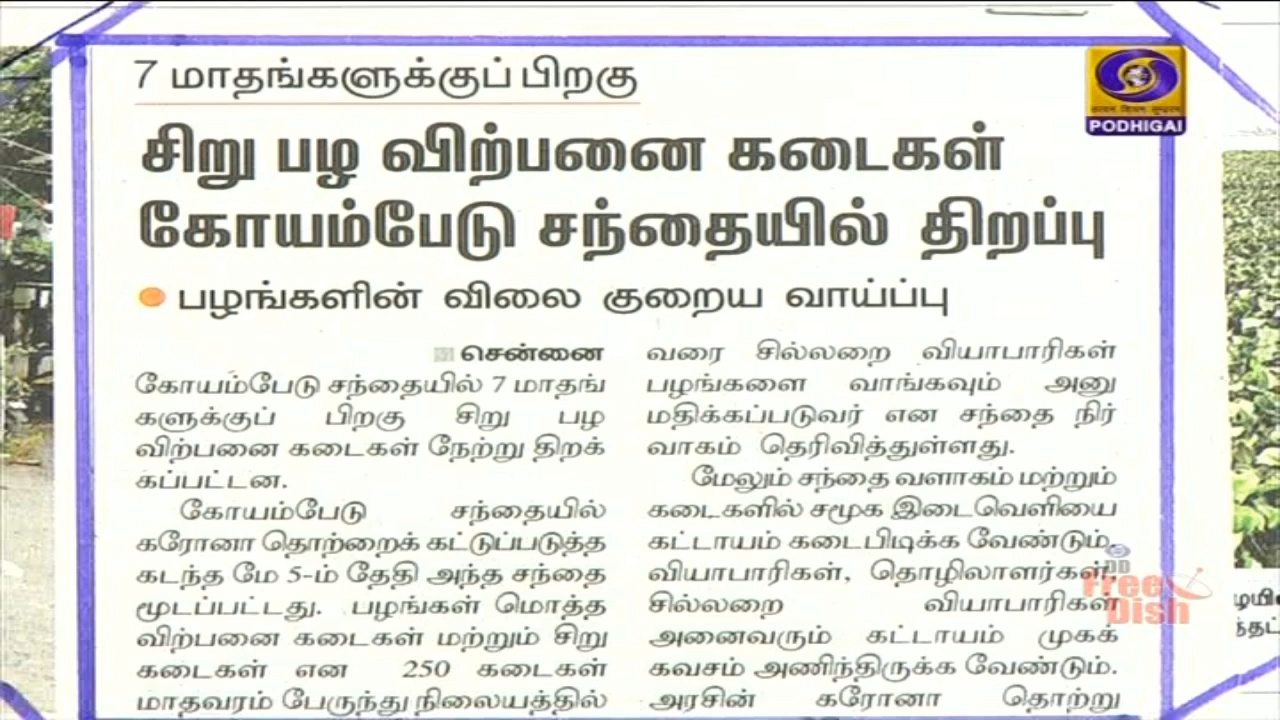 7 மாதங்களுக்குப் பிறகு
சிறு பழ விற்பனை கடைகள்
கோயம்பேடு சந்தையில் திறப்பு
பழங்களின் விலை குறைய வாய்ப்பு
சென்னை
கோயம்பேடு சந்தையில் 7 மாதங்
களுக்குப் பிறகு சிறு பழ
விற்பனை கடைகள் நேற்று திறக்
கப்பட்டன.
கோயம்பேடு சந்தையில்
கரோனா தொற்றைக் கட்டுப்படுத்த
கடந்த மே 5-ம் தேதி அந்த சந்தை
மூடப்பட்டது. பழங்கள் மொத்த
விற்பனை கடைகள் மற்றும் சிறு
கடைகள் என 250 கடைகள்
மாதவரம் பேருந்து நிலையத்தில்
வரை சில்லறை வியாபாரிகள்
பழங்களை வாங்கவும் அனு
மதிக்கப்படுவர் என சந்தை நிர்
வாகம் தெரிவித்துள்ளது.
மேலும் சந்தை வளாகம் மற்றும்
கடைகளில் சமூக இடைவெளியை
கட்டாயம் கடைபிடிக்க வேண்டும்.
வியாபாரிகள், தொழிலாளர்கள்,
சில்லறை வியாபாரிகள்
அனைவரும் கட்டாயம் முகக்
கவசம் அணிந்திருக்க வேண்டும்.
அரசின் கரோனா தொற்று
PODHIGAI
DD
Free
Dish